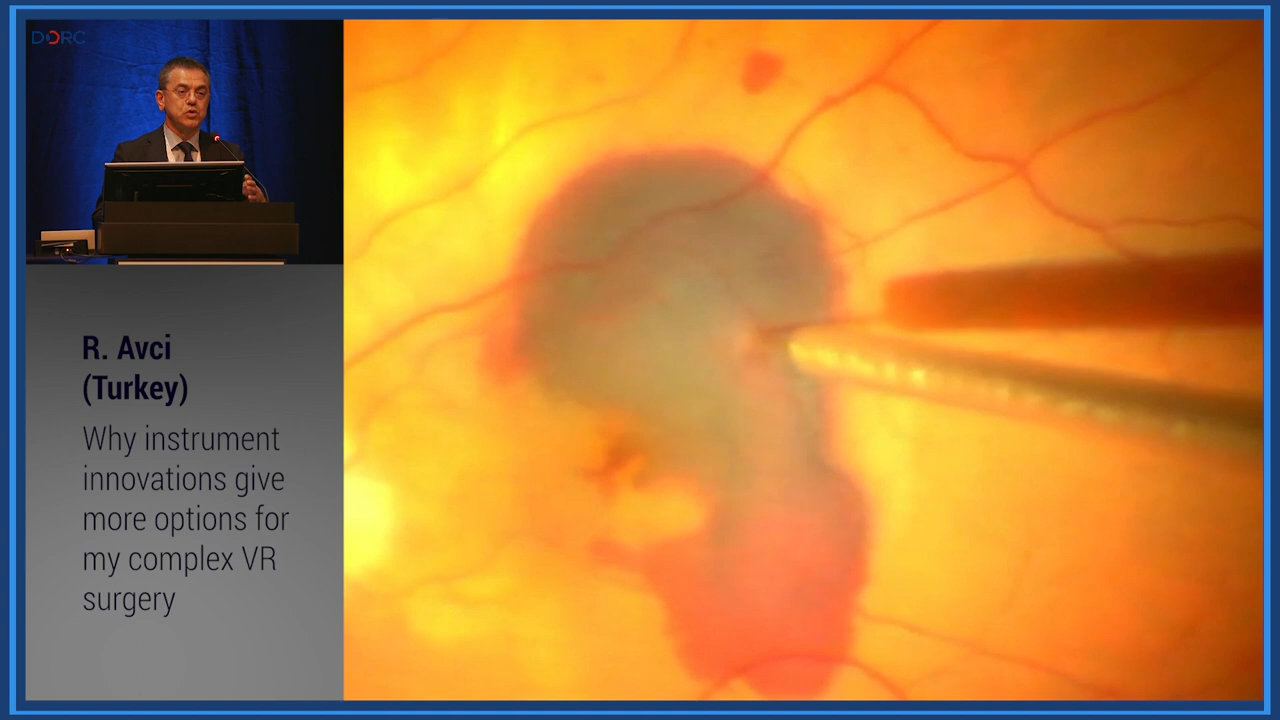 DORC
R. Avci
(Turkey)
Why instrument
innovations give
more options for
my complex VR
surgery